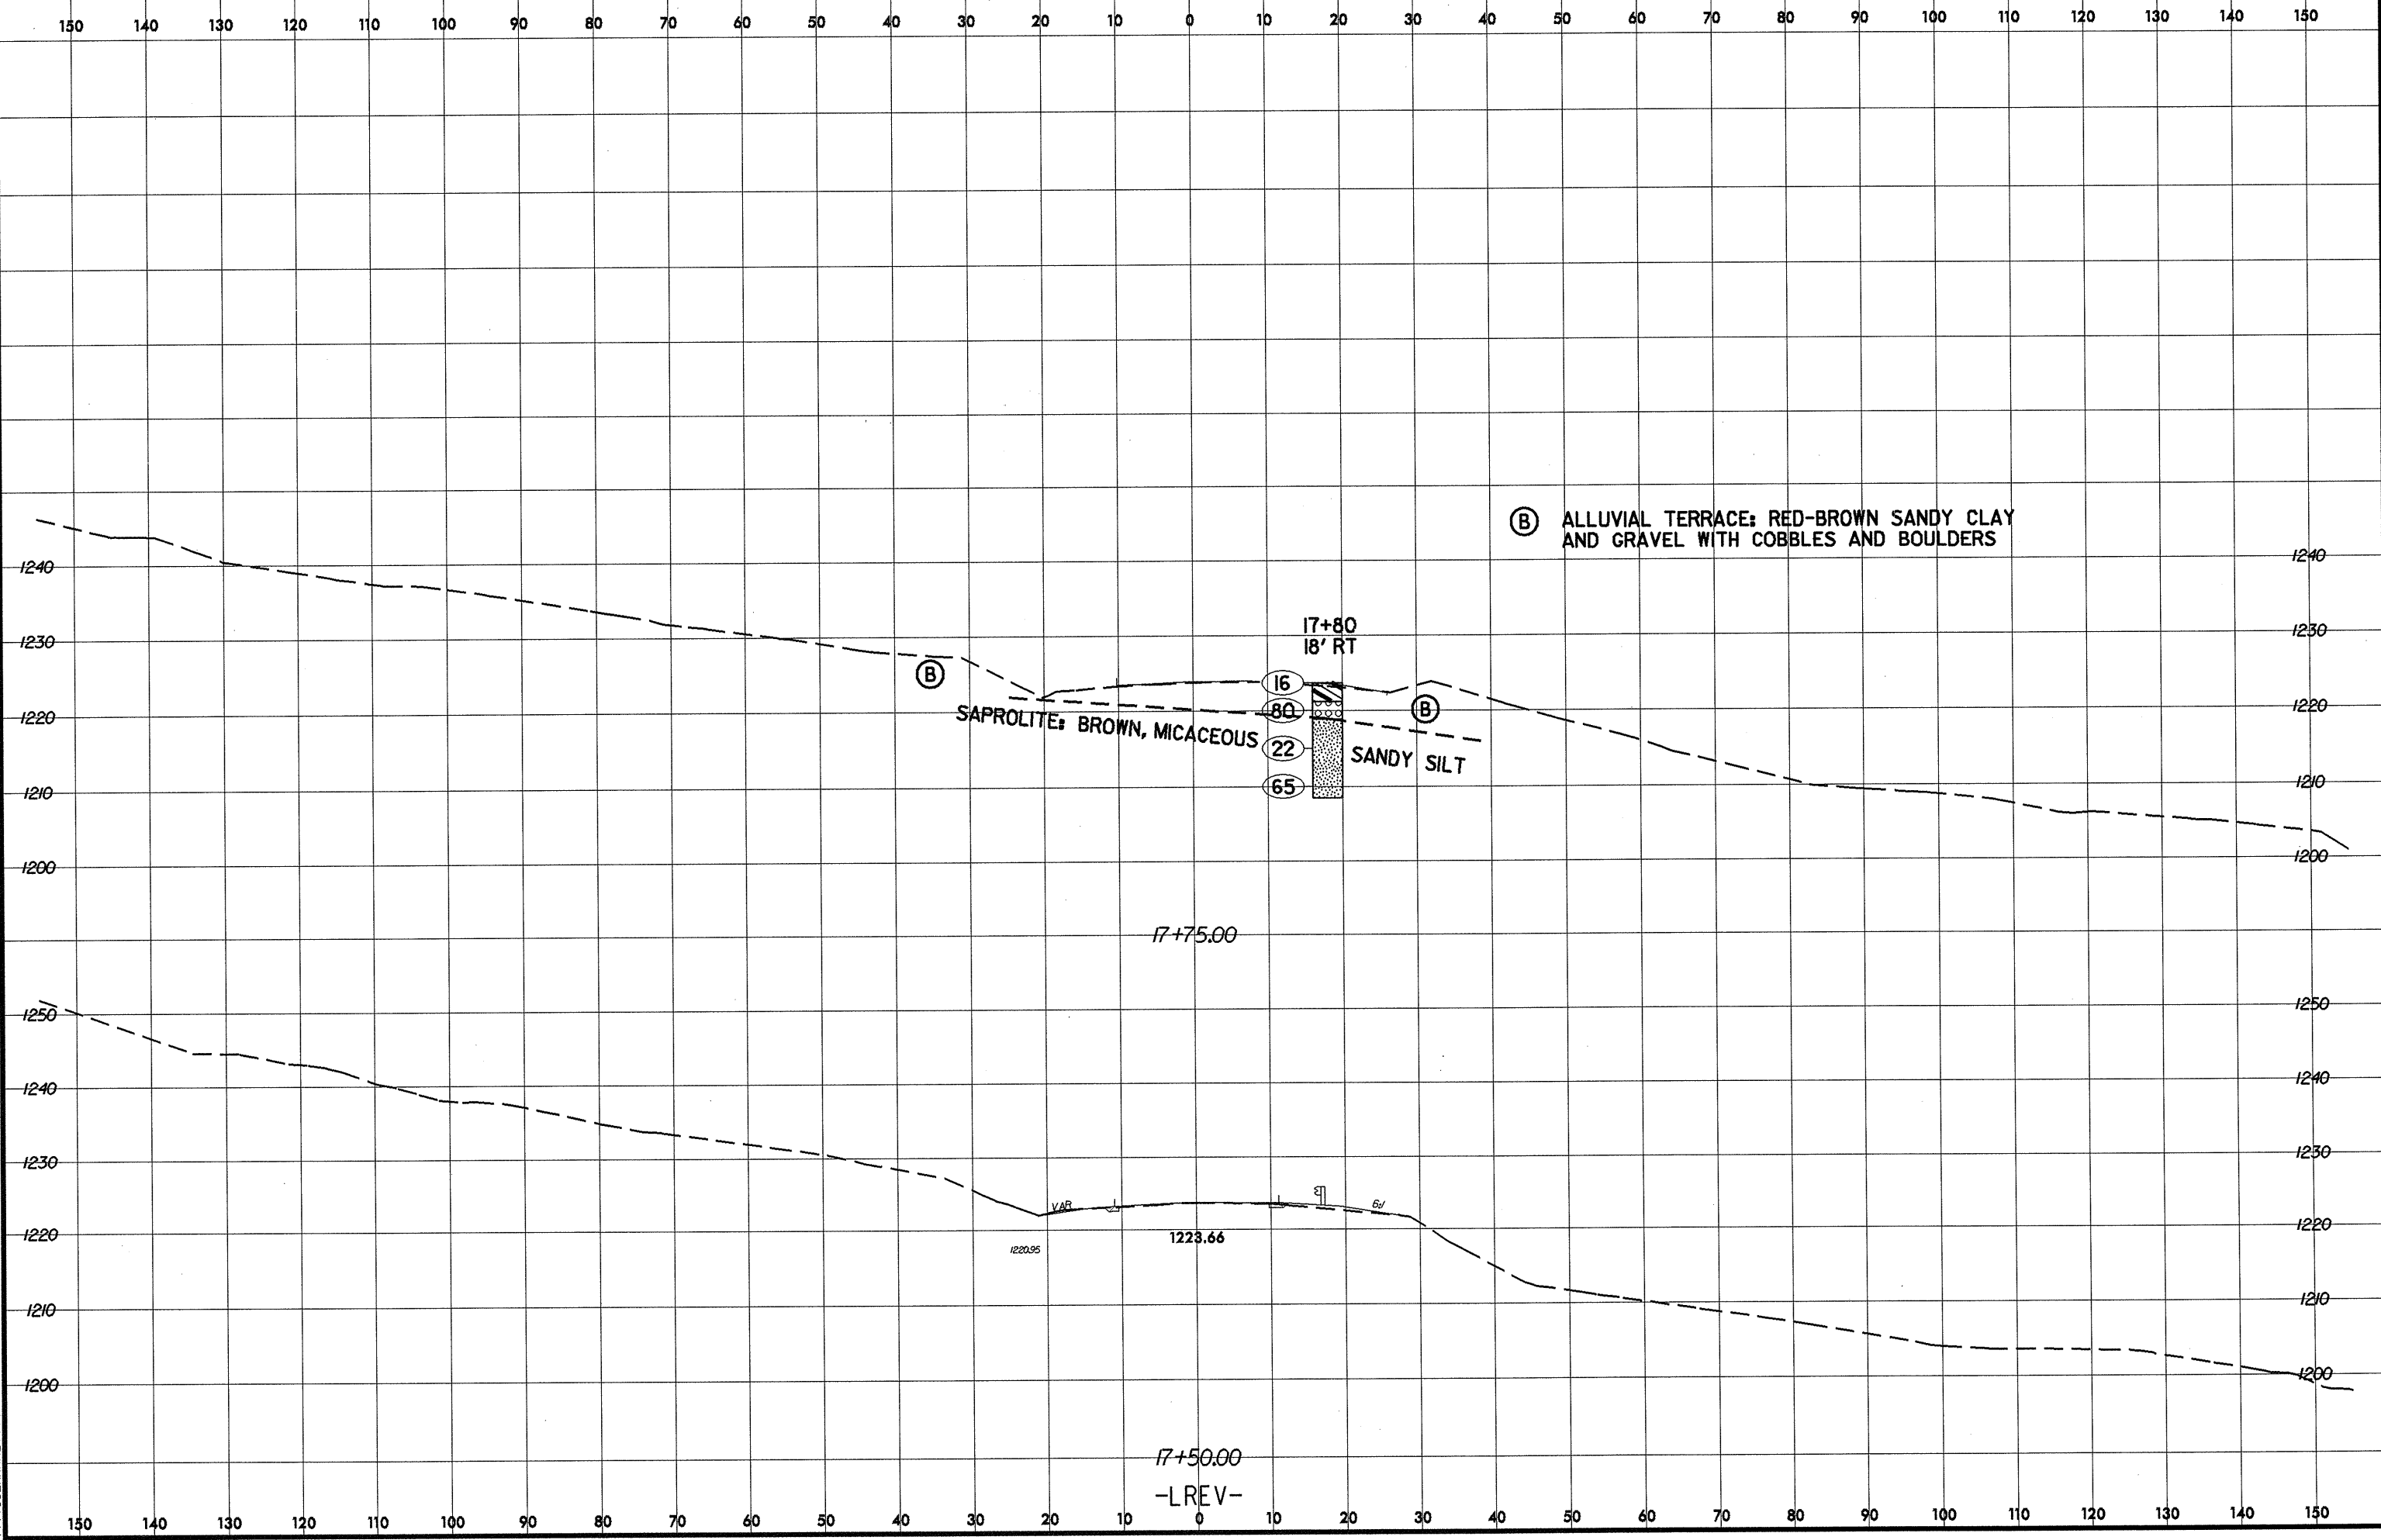 150 140 130 120 110 100 90 80 70 60 50 40 30 20 10 0 10 20 30 40 50 60 70 80 90 100 110 120 130 140 150
B ALLUVIAL TERRACE: RED-BROWN SANDY CLAY
AND GRAVEL WITH COBBLES AND BOULDERS
1240 1240
17+80
1230 1230
18' RT
B
16
1220 80 B 1220
SAPROLITE: BROWN, MICACEOUS SANDY SILT
22
65
1210 1210
1200 1200
17+75.00
1250 1250
1240 1240
1230 1230
VAR 6:1
1220 1223.66 1220
1220.95
1210 1210
1200 1200
17+50.00
-LREV-
150 140 130 120 110 100 90 80 70 60 50 40 30 20 10 0 10 20 30 40 50 60 70 80 90 100 110 120 130 140 150